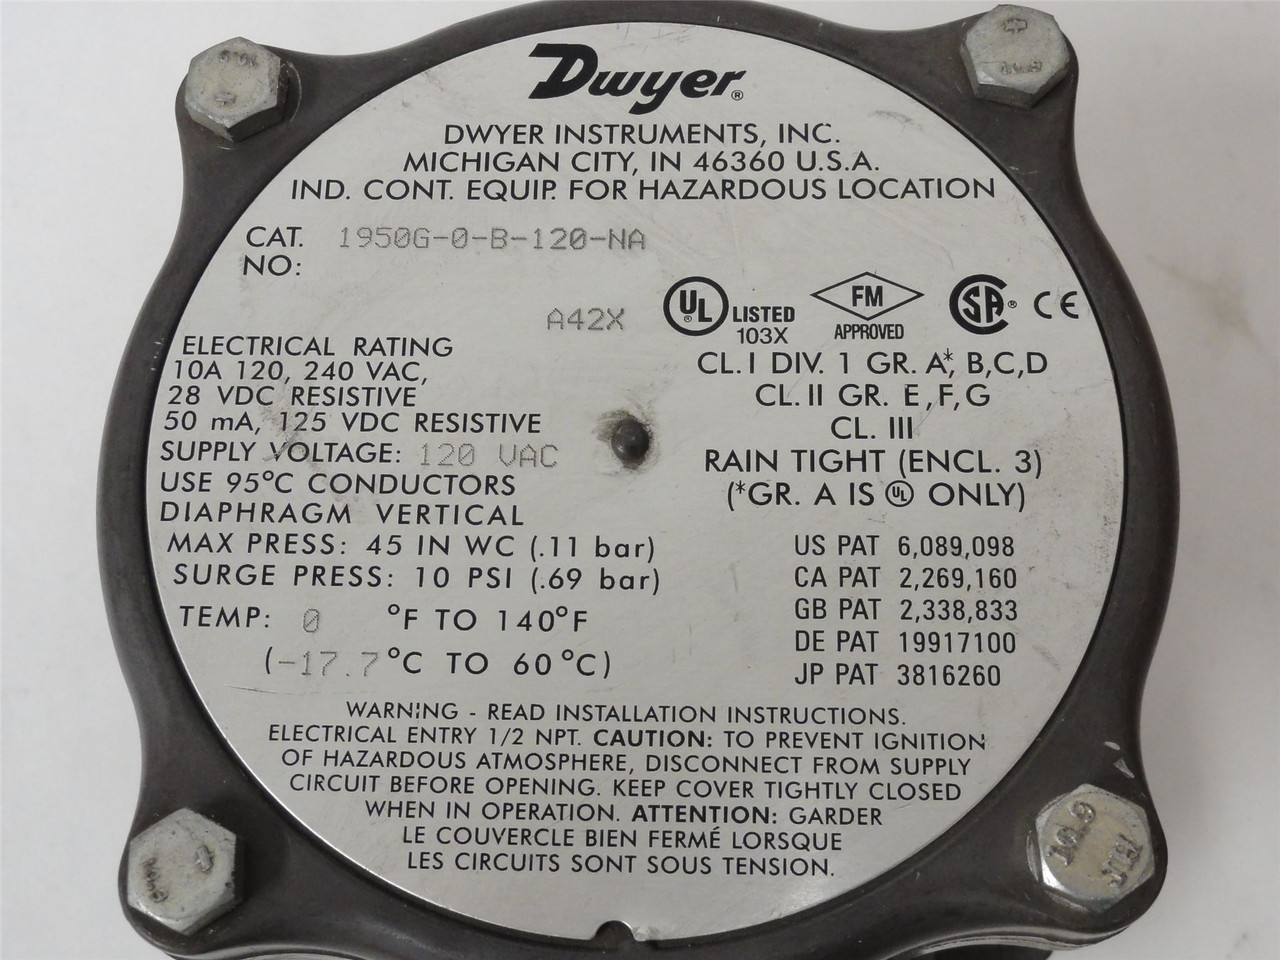 Dwyer®
DWYER INSTRUMENTS, INC.
MICHIGAN CITY, IN 46360 U.S.A.
IND. CONT. EQUIP. FOR HAZARDOUS LOCATION
CAT. NO: 1950G-0-B-120-NA
A42X
UL ® LISTED
103X
FM
APPROVED
SA ®
CE
ELECTRICAL RATING
10A 120, 240 VAC,
28 VDC RESISTIVE
50 mA, 125 VDC RESISTIVE
SUPPLY VOLTAGE: 120 VAC
USE 95°C CONDUCTORS
DIAPHRAGM VERTICAL
MAX PRESS: 45 IN WC (.11 bar)
SURGE PRESS: 10 PSI (.69 bar)
TEMP: 0 °F TO 140°F
(-17.7 °C TO 60 °C)
CL. I DIV. 1 GR. A*, B,C,D
CL. II GR. E,F,G
CL. III
RAIN TIGHT (ENCL. 3)
(*GR. A IS UL ONLY)
US PAT 6,089,098
CA PAT 2,269,160
GB PAT 2,338,833
DE PAT 19917100
JP PAT 3816260
WARNING - READ INSTALLATION INSTRUCTIONS.
ELECTRICAL ENTRY 1/2 NPT. CAUTION: TO PREVENT IGNITION
OF HAZARDOUS ATMOSPHERE, DISCONNECT FROM SUPPLY
CIRCUIT BEFORE OPENING. KEEP COVER TIGHTLY CLOSED
WHEN IN OPERATION. ATTENTION: GARDER
LE COUVERCLE BIEN FERMÉ LORSQUE
LES CIRCUITS SONT SOUS TENSION.
10.9